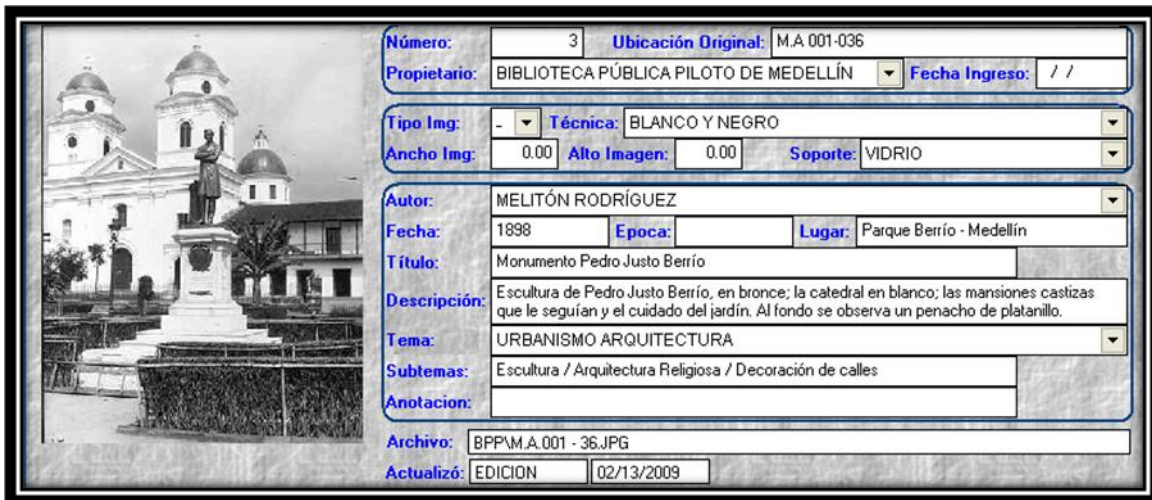 Número: 3 Ubicación Original: M.A 001-036
Propietario: BIBLIOTECA PÚBLICA PILOTO DE MEDELLÍN Fecha Ingreso: / /
Tipo Img: - Técnica: BLANCO Y NEGRO
Ancho Img: 0.00 Alto Imagen: 0.00 Soporte: VIDRIO
Autor: MELITÓN RODRÍGUEZ
Fecha: 1898 Epoca: Lugar: Parque Berrío - Medellín
Título: Monumento Pedro Justo Berrío
Descripción: Escultura de Pedro Justo Berrío, en bronce; la catedral en blanco; las mansiones castizas
que le seguían y el cuidado del jardín. Al fondo se observa un penacho de platanillo.
Tema: URBANISMO ARQUITECTURA
Subtemas: Escultura / Arquitectura Religiosa / Decoración de calles
Anotacion:
Archivo: BPP\M.A.001 - 36.JPG
Actualizó: EDICION 02/13/2009